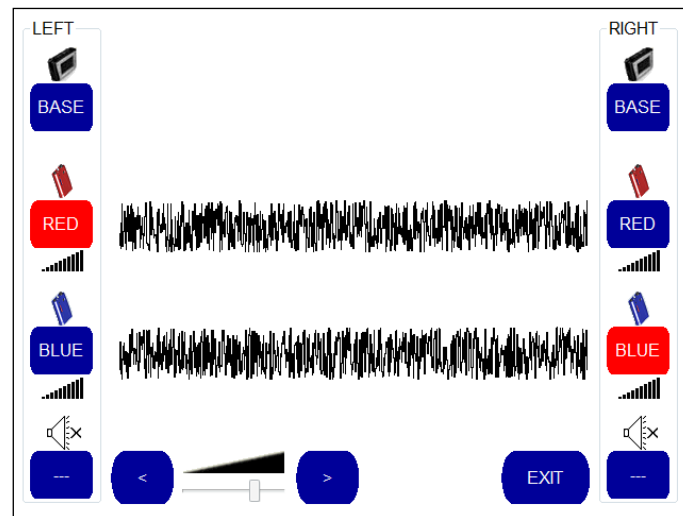 LEFT
BASE
RED
BLUE
---
<
>
EXIT
RIGHT
BASE
RED
BLUE
---